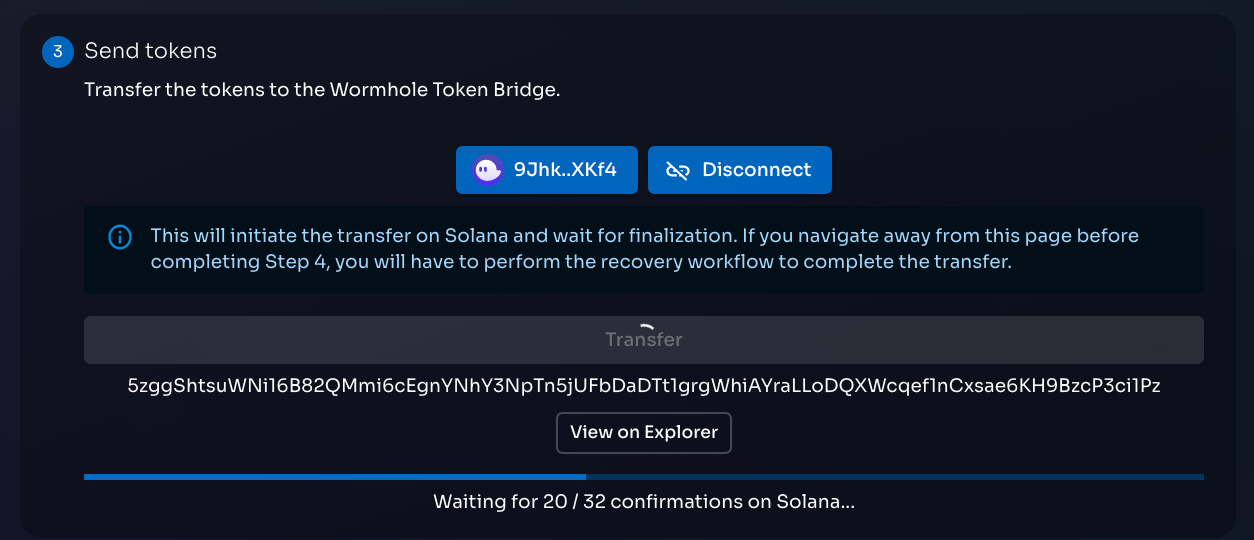 3 Send tokens
Transfer the tokens to the Wormhole Token Bridge.
9Jhk..XKf4 Disconnect
This will initiate the transfer on Solana and wait for finalization. If you navigate away from this page before
completing Step 4, you will have to perform the recovery workflow to complete the transfer.
Transfer
5zggShtsuWNi16B82QMmi6cEgnYNhY3NpTn5jUFbDaDTt1grgWhiAYraLLoDQXWcqef1nCxsae6KH9BzcP3ci1Pz
View on Explorer
Waiting for 20 / 32 confirmations on Solana...